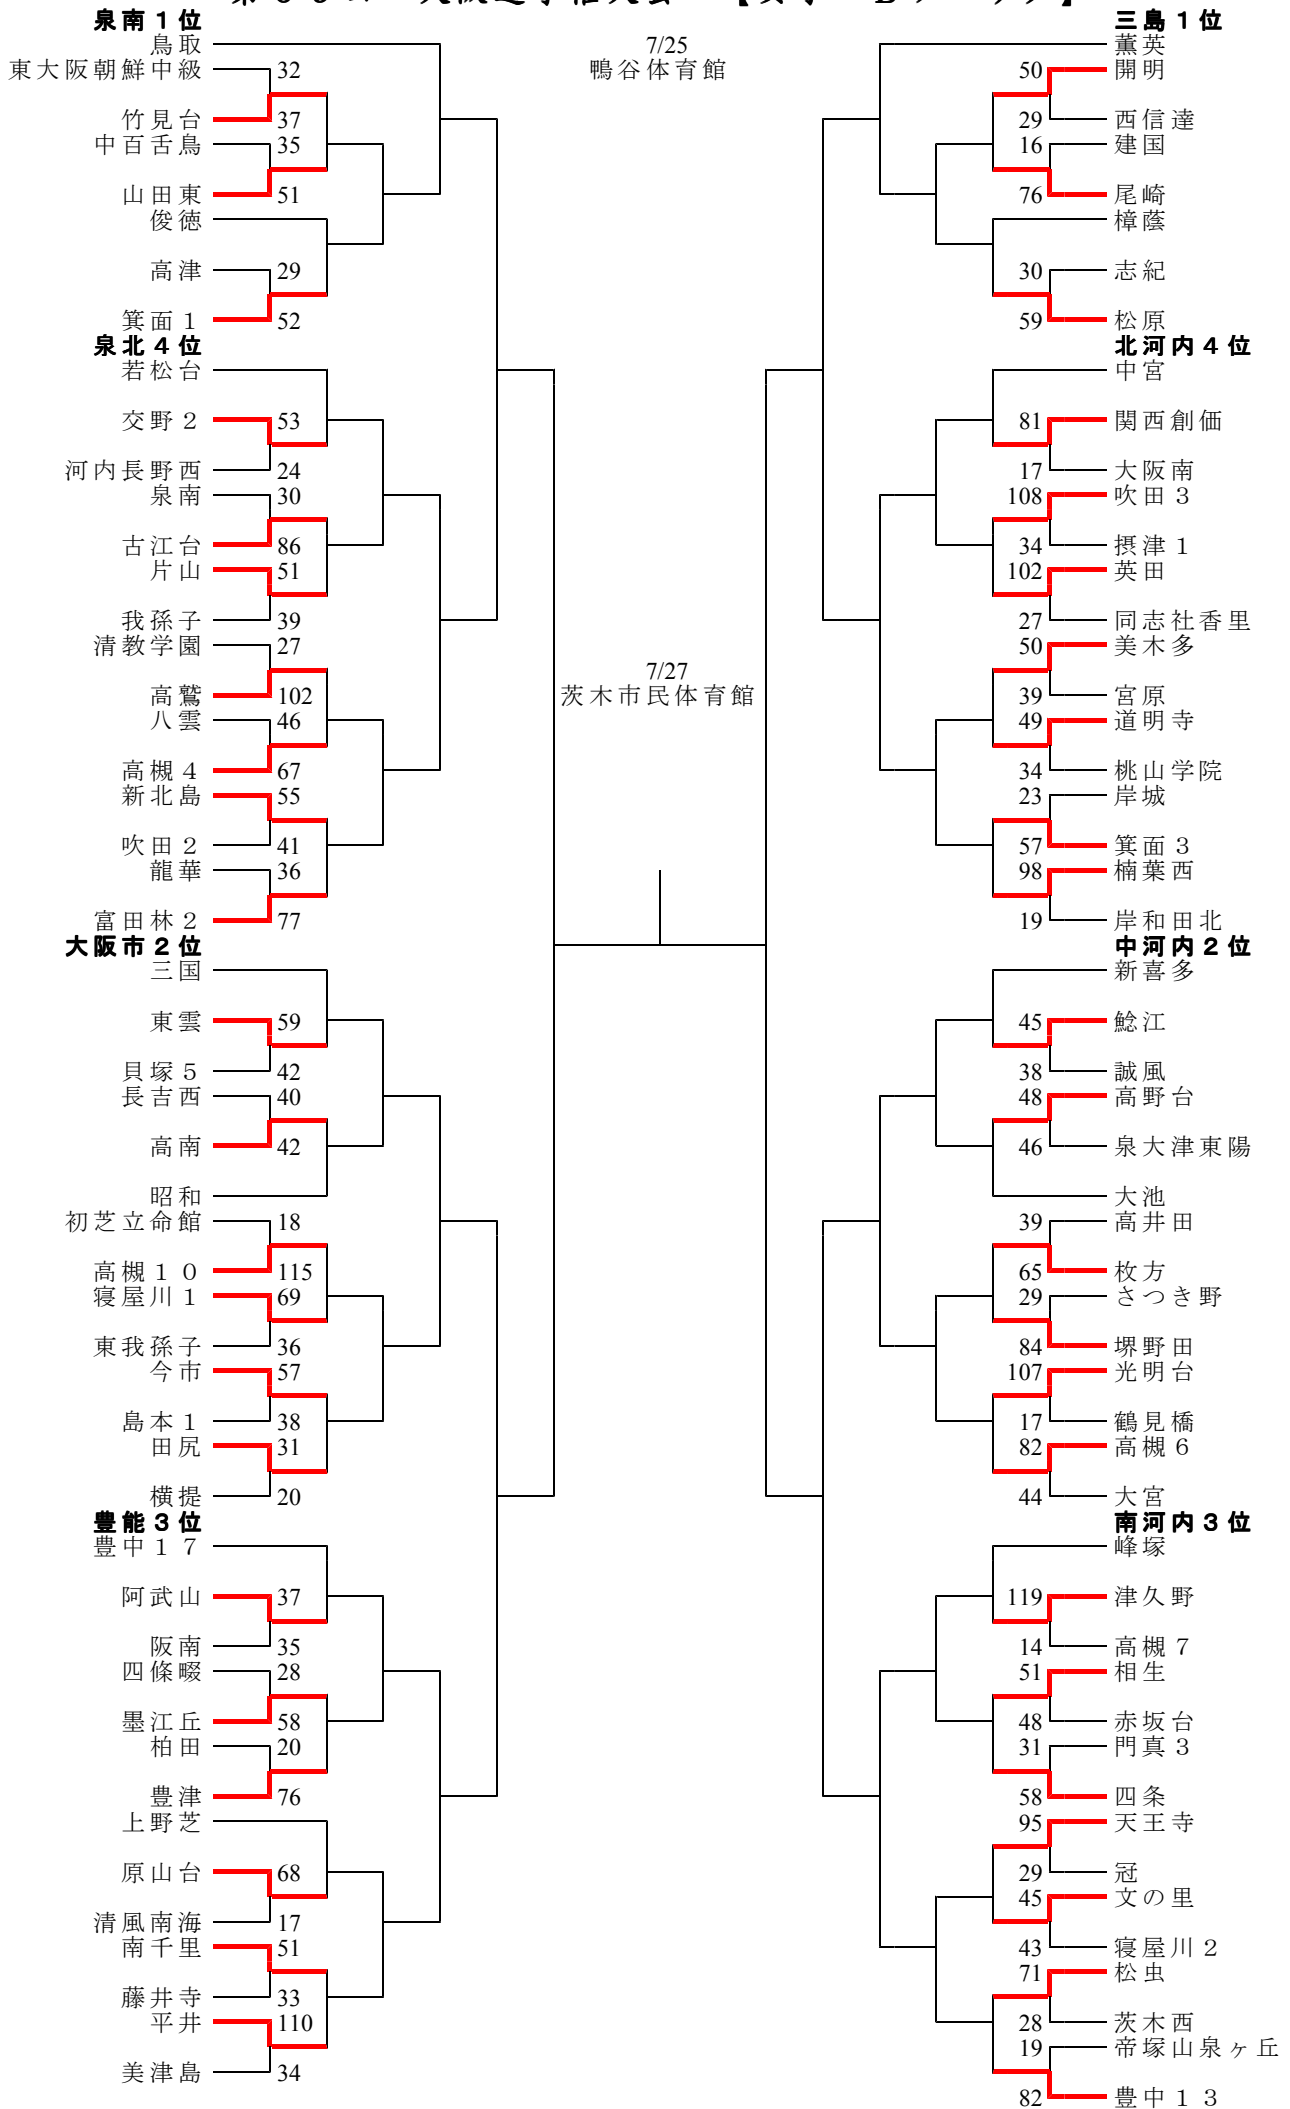 泉南１位
鳥取
東大阪朝鮮中級 32
竹見台 37
中百舌鳥 35
山田東 51
俊徳
高津 29
箕面１ 52
泉北４位
若松台
交野２ 53
河内長野西 24
泉南 30
古江台 86
片山 51
我孫子 39
清教学園 27
高鷲 102
八雲 46
高槻４ 67
新北島 55
吹田２ 41
龍華 36
富田林２ 77
大阪市２位
三国
東雲 59
貝塚５ 42
長吉西 40
高南 42
昭和
初芝立命館 18
高槻１０ 115
寝屋川１ 69
東我孫子 36
今市 57
島本１ 38
田尻 31
横提 20
豊能３位
豊中１７
阿武山 37
阪南 35
四條畷 28
墨江丘 58
柏田 20
豊津 76
上野芝
原山台 68
清風南海 17
南千里 51
藤井寺 33
平井 110
美津島 34
7/25
鴨谷体育館
7/27
茨木市民体育館
三島１位
薫英
50 開明
29 西信達
16 建国
76 尾崎
樟蔭
30 志紀
59 松原
北河内４位
中宮
81 関西創価
17 大阪南
108 吹田３
34 摂津１
102 英田
27 同志社香里
50 美木多
39 宮原
49 道明寺
34 桃山学院
23 岸城
57 箕面３
98 楠葉西
19 岸和田北
中河内２位
新喜多
45 鯰江
38 誠風
48 高野台
46 泉大津東陽
大池
39 高井田
65 枚方
29 さつき野
84 堺野田
107 光明台
17 鶴見橋
82 高槻６
44 大宮
南河内３位
峰塚
119 津久野
14 高槻７
51 相生
48 赤坂台
31 門真３
58 四条
95 天王寺
29 冠
45 文の里
43 寝屋川２
71 松虫
28 茨木西
19 帝塚山泉ヶ丘
82 豊中１３